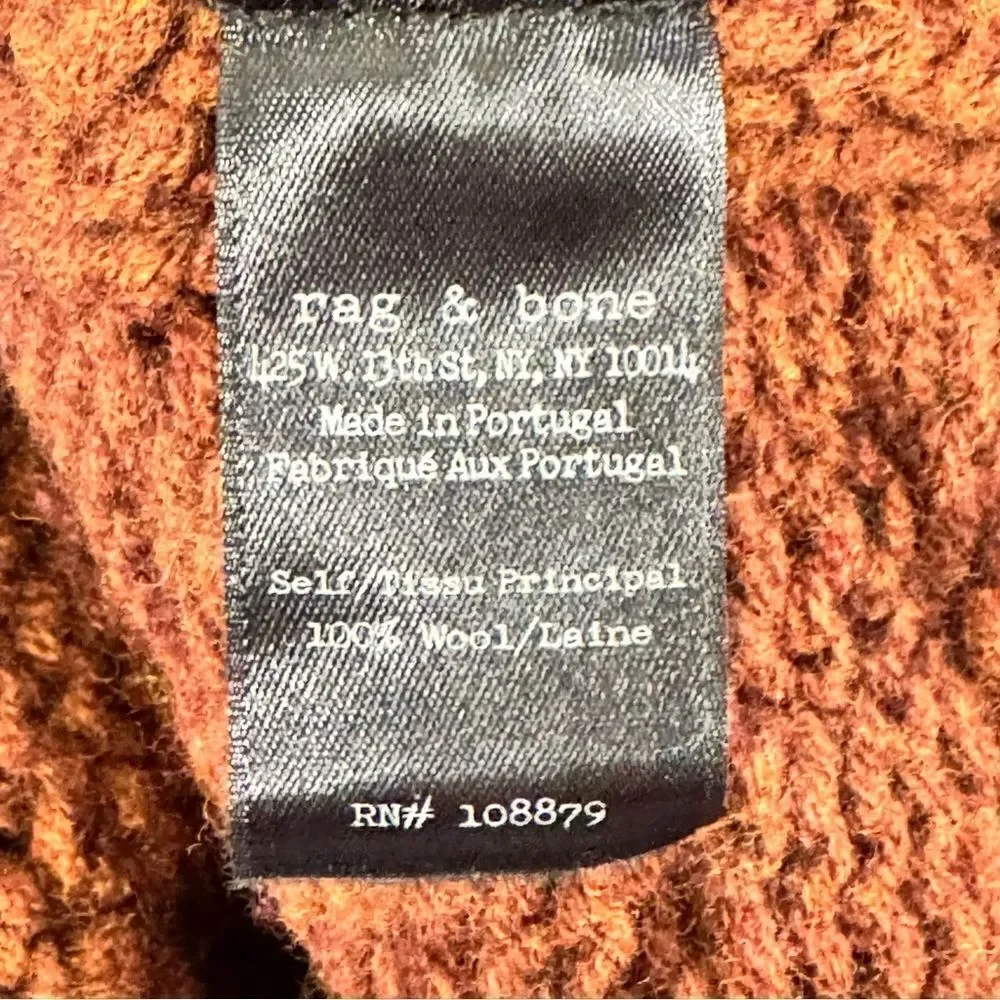 rag & bone
425 W. 13th St, NY, NY 10014
Made in Portugal
Fabriqué Aux Portugal
Self/Tissu Principal
100% Wool/Laine
RN# 108879